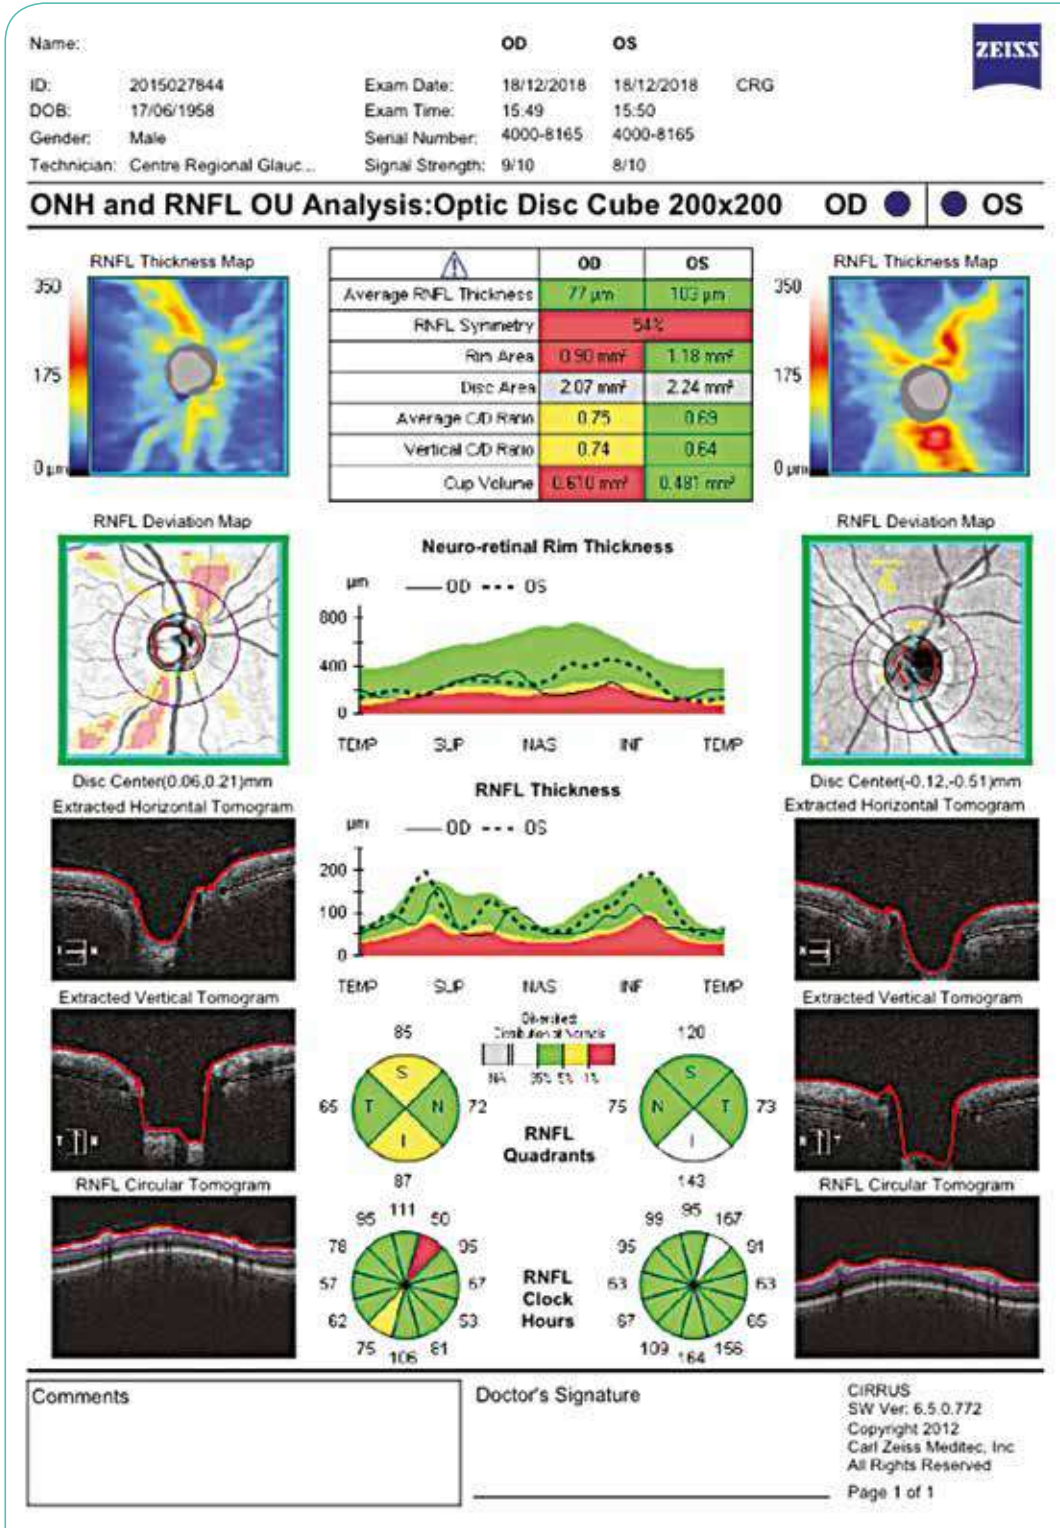 Name: OD OS
ZEISS
ID: 2015027844 Exam Date: 18/12/2018 18/12/2018 CRG
DOB: 17/06/1958 Exam Time: 15:49 15:50
Gender: Male Serial Number: 4000-8165 4000-8165
Technician: Centre Regional Glauc... Signal Strength: 9/10 8/10
ONH and RNFL OU Analysis:Optic Disc Cube 200x200 OD OS
RNFL Thickness Map
350
175
0 µm
OD OS
Average RNFL Thickness 77 µm 103 µm
RNFL Symmetry 54%
Rim Area 0.90 mm² 1.18 mm²
Disc Area 2.07 mm² 2.24 mm²
Average C/D Ratio 0.75 0.69
Vertical C/D Ratio 0.74 0.64
Cup Volume 0.610 mm³ 0.481 mm³
RNFL Thickness Map
350
175
0 µm
RNFL Deviation Map
Disc Center(0.06,0.21)mm
Neuro-retinal Rim Thickness
µm OD OS
800
400
0
TEMP SUP NAS INF TEMP
RNFL Deviation Map
Disc Center(-0.12,-0.51)mm
Extracted Horizontal Tomogram
RNFL Thickness
µm OD OS
200
100
0
TEMP SUP NAS INF TEMP
Extracted Horizontal Tomogram
Extracted Vertical Tomogram
Extracted Vertical Tomogram
Distribution of Normals
NA 95% 5% 1%
85
S
65 T N 72
I
87
RNFL
Quadrants
120
S
75 N T 73
I
143
RNFL Circular Tomogram
RNFL Circular Tomogram
95 111 50
78 95
57 67
62 53
75 106 81
RNFL
Clock
Hours
99 95 167
95 91
63 63
67 65
109 164 156
Comments
Doctor's Signature
CIRRUS
SW Ver: 6.5.0.772
Copyright 2012
Carl Zeiss Meditec, Inc
All Rights Reserved
Page 1 of 1